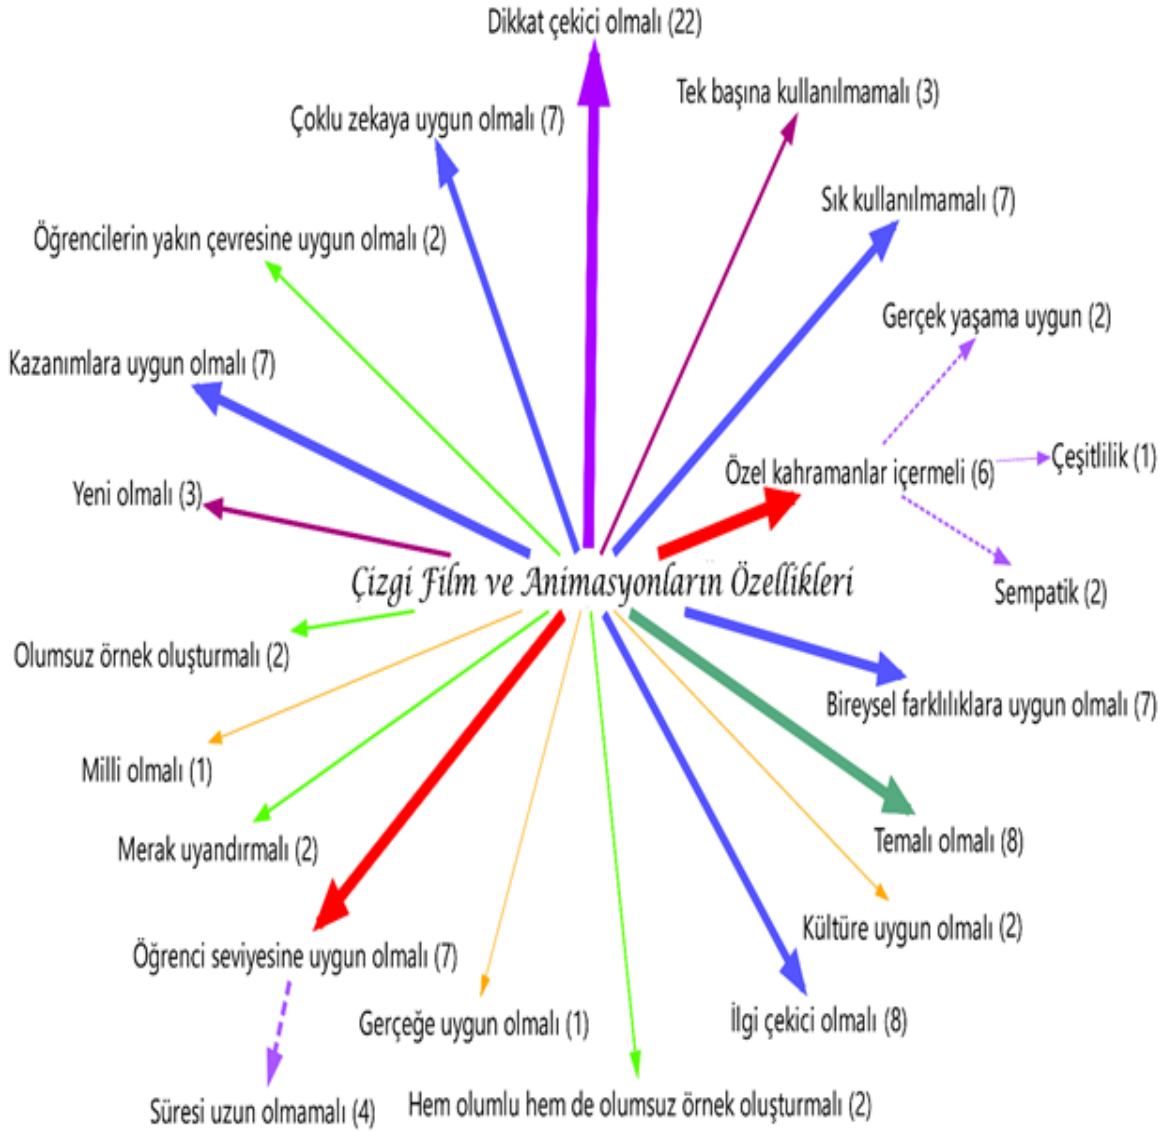 Dikkat çekici olmalı (22)
Tek başına kullanılmamalı (3)
Çoklu zekaya uygun olmalı (7)
Sık kullanılmamalı (7)
Öğrencilerin yakın çevresine uygun olmalı (2)
Gerçek yaşama uygun (2)
Kazanımlara uygun olmalı (7)
Çeşitlilik (1)
Özel kahramanlar içermeli (6)
Yeni olmalı (3)
Çizgi Film ve Animasyonların Özellikleri
Sempatik (2)
Olumsuz örnek oluşturmalı (2)
Bireysel farklılıklara uygun olmalı (7)
Milli olmalı (1)
Temalı olmalı (8)
Merak uyandırmalı (2)
Kültüre uygun olmalı (2)
Öğrenci seviyesine uygun olmalı (7)
Gerçeğe uygun olmalı (1)
İlgi çekici olmalı (8)
Süresi uzun olmamalı (4)
Hem olumlu hem de olumsuz örnek oluşturmalı (2)